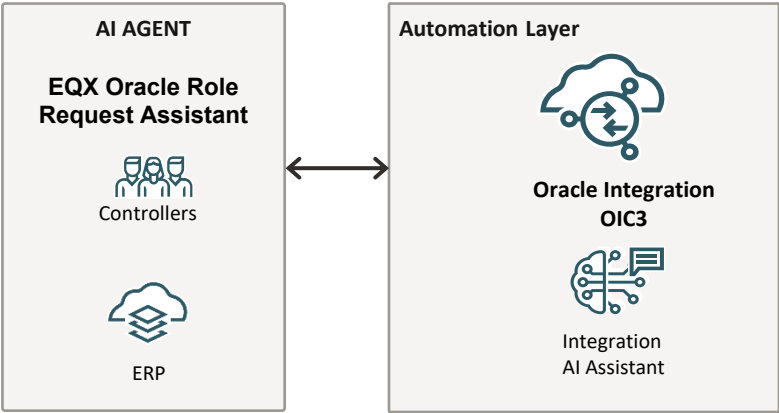 AI AGENT
EQX Oracle Role
Request Assistant
Controllers
ERP
Automation Layer
Oracle Integration
OIC3
Integration
AI Assistant